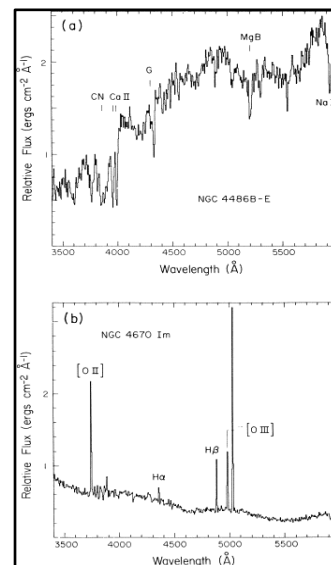 (a)
MgB
G
CN Ca II
Na I
NGC 4486B-E
2
1
Relative Flux (ergs cm-2 Å-1)
3500 4000 4500 5000 5500
Wavelength (Å)
(b)
NGC 4670 Im
[O II]
[O III]
Hβ
Hα
2
1
Relative Flux (ergs cm-2 Å-1)
3500 4000 4500 5000 5500
Wavelength (Å)